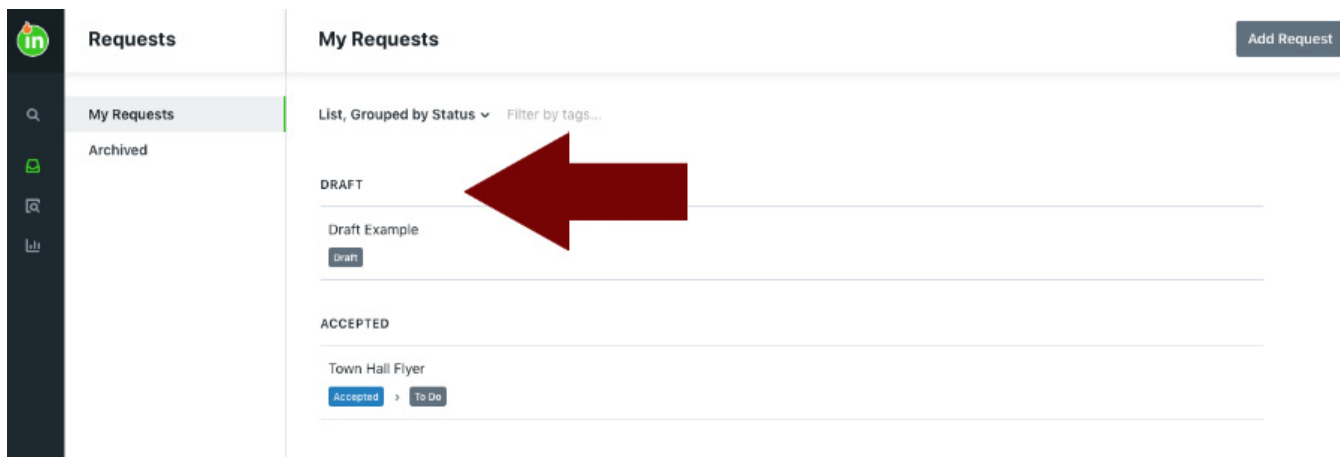 in
Requests
My Requests
Add Request
My Requests
Archived
List, Grouped by Status
Filter by tags...
DRAFT
Draft Example
Draft
ACCEPTED
Town Hall Flyer
Accepted > To Do